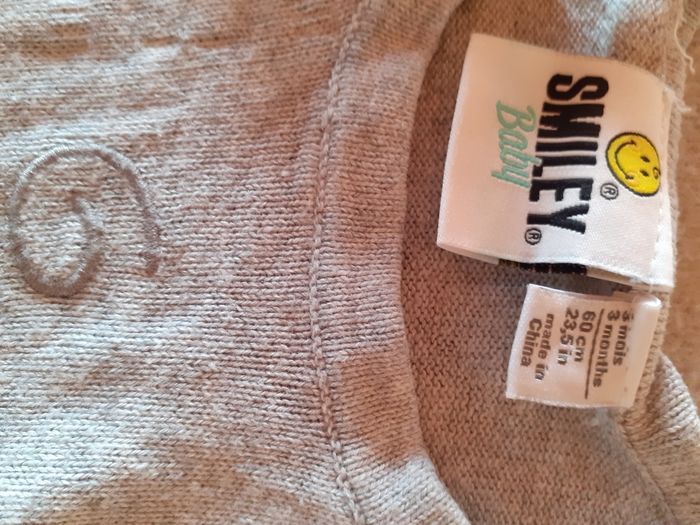 SMILEY®
Baby ®
3 mois
3 months
60 cm
23,5 in
made in
China